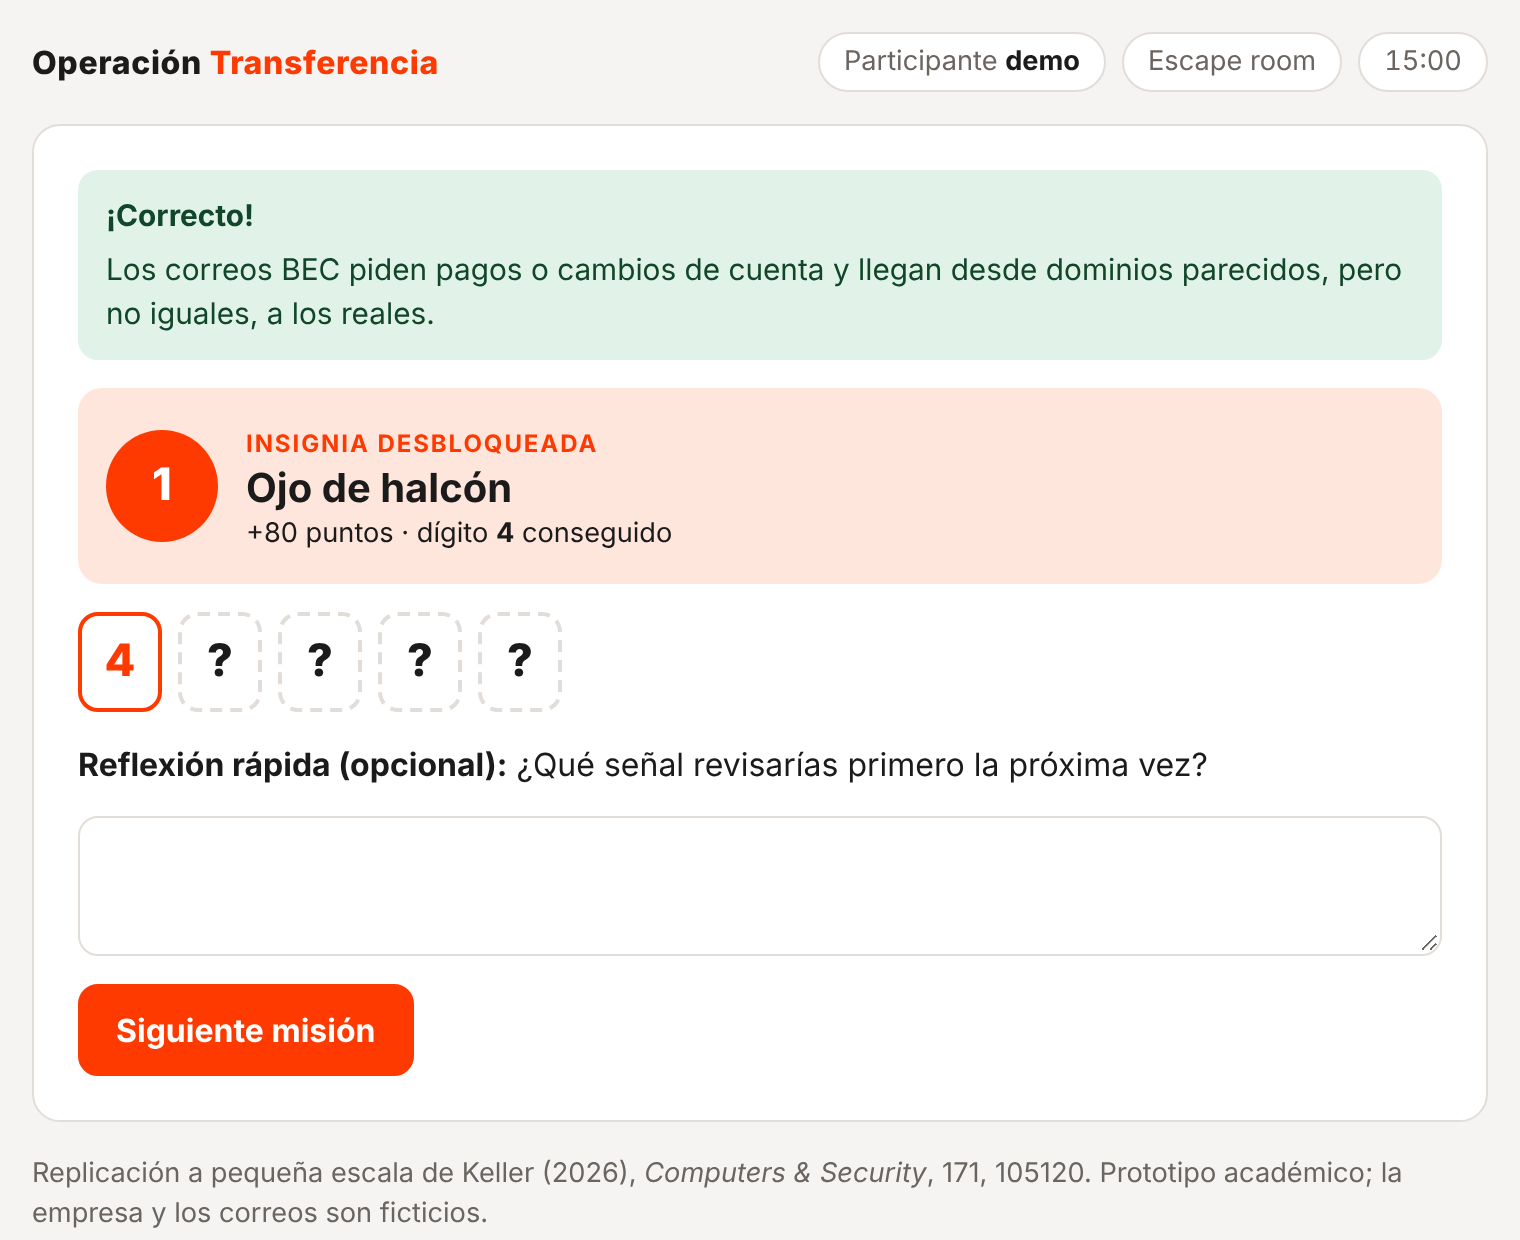 Operación Transferencia
Participante demo
Escape room
15:00
¡Correcto!
Los correos BEC piden pagos o cambios de cuenta y llegan desde dominios parecidos, pero
no iguales, a los reales.
1
INSIGNIA DESBLOQUEADA
Ojo de halcón
+80 puntos · dígito 4 conseguido
4 ? ? ? ?
Reflexión rápida (opcional): ¿Qué señal revisarías primero la próxima vez?
Siguiente misión
Replicación a pequeña escala de Keller (2026), Computers & Security, 171, 105120. Prototipo académico; la
empresa y los correos son ficticios.